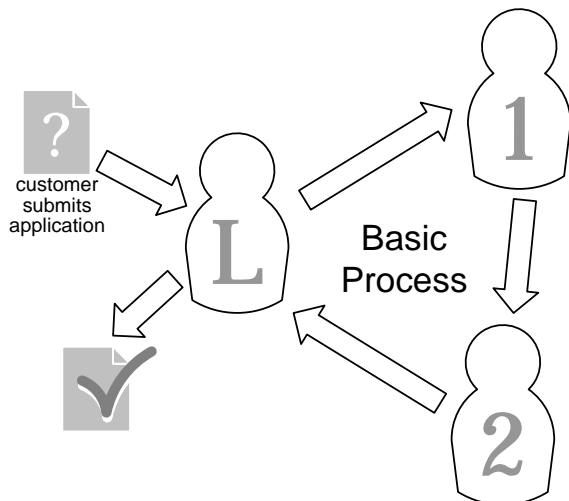 ?
customer
submits
application
L
1
Basic
Process
2